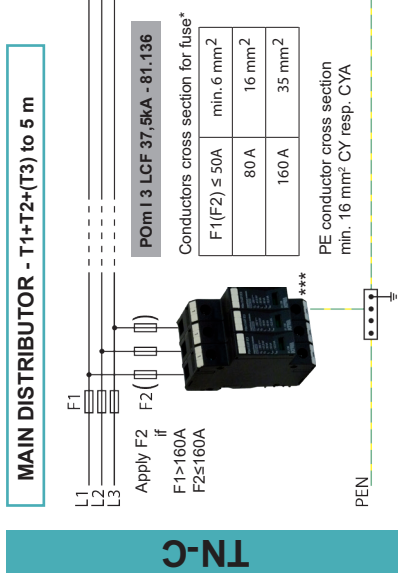 TN-C
MAIN DISTRIBUTOR - T1+T2+(T3) to 5 m
L1
L2
L3
F1
F2
Apply F2
if
F1>160A
F2≤160A
( )
***
POm I 3 LCF 37,5kA - 81.136
Conductors cross section for fuse*
F1(F2) ≤ 50A min. 6 mm²
80 A 16 mm²
160 A 35 mm²
PE conductor cross section
min. 16 mm² CY resp. CYA
PEN